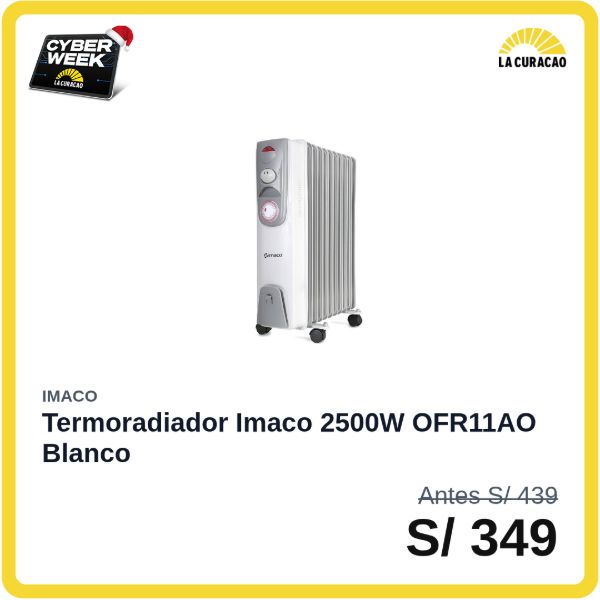 CYBER
WEEK
LA CURACAO
LA CURACAO
imaco
IMACO
Termoradiador Imaco 2500W OFR11AO
Blanco
Antes S/ 439
S/ 349